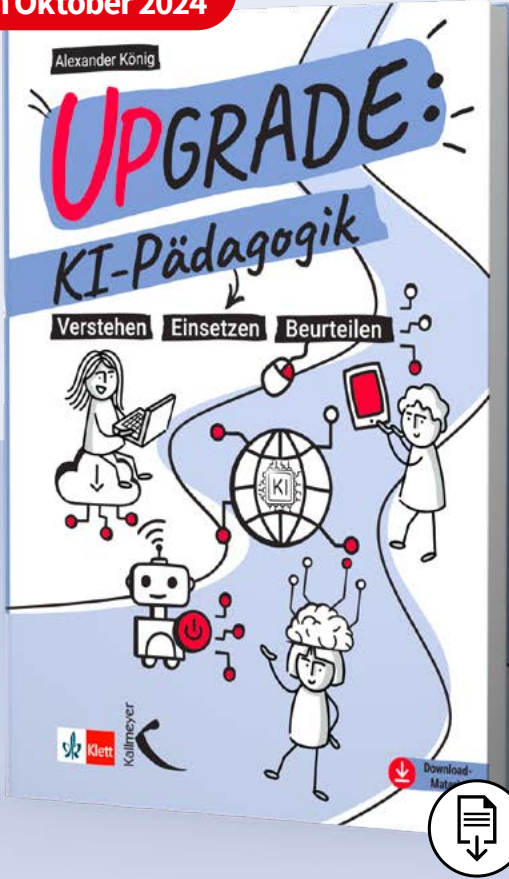 Oktober 2024
Alexander König
UPGRADE:
KI-Pädagogik
Verstehen Einsetzen Beurteilen
KI
Klett
Kallmeyer
Download-